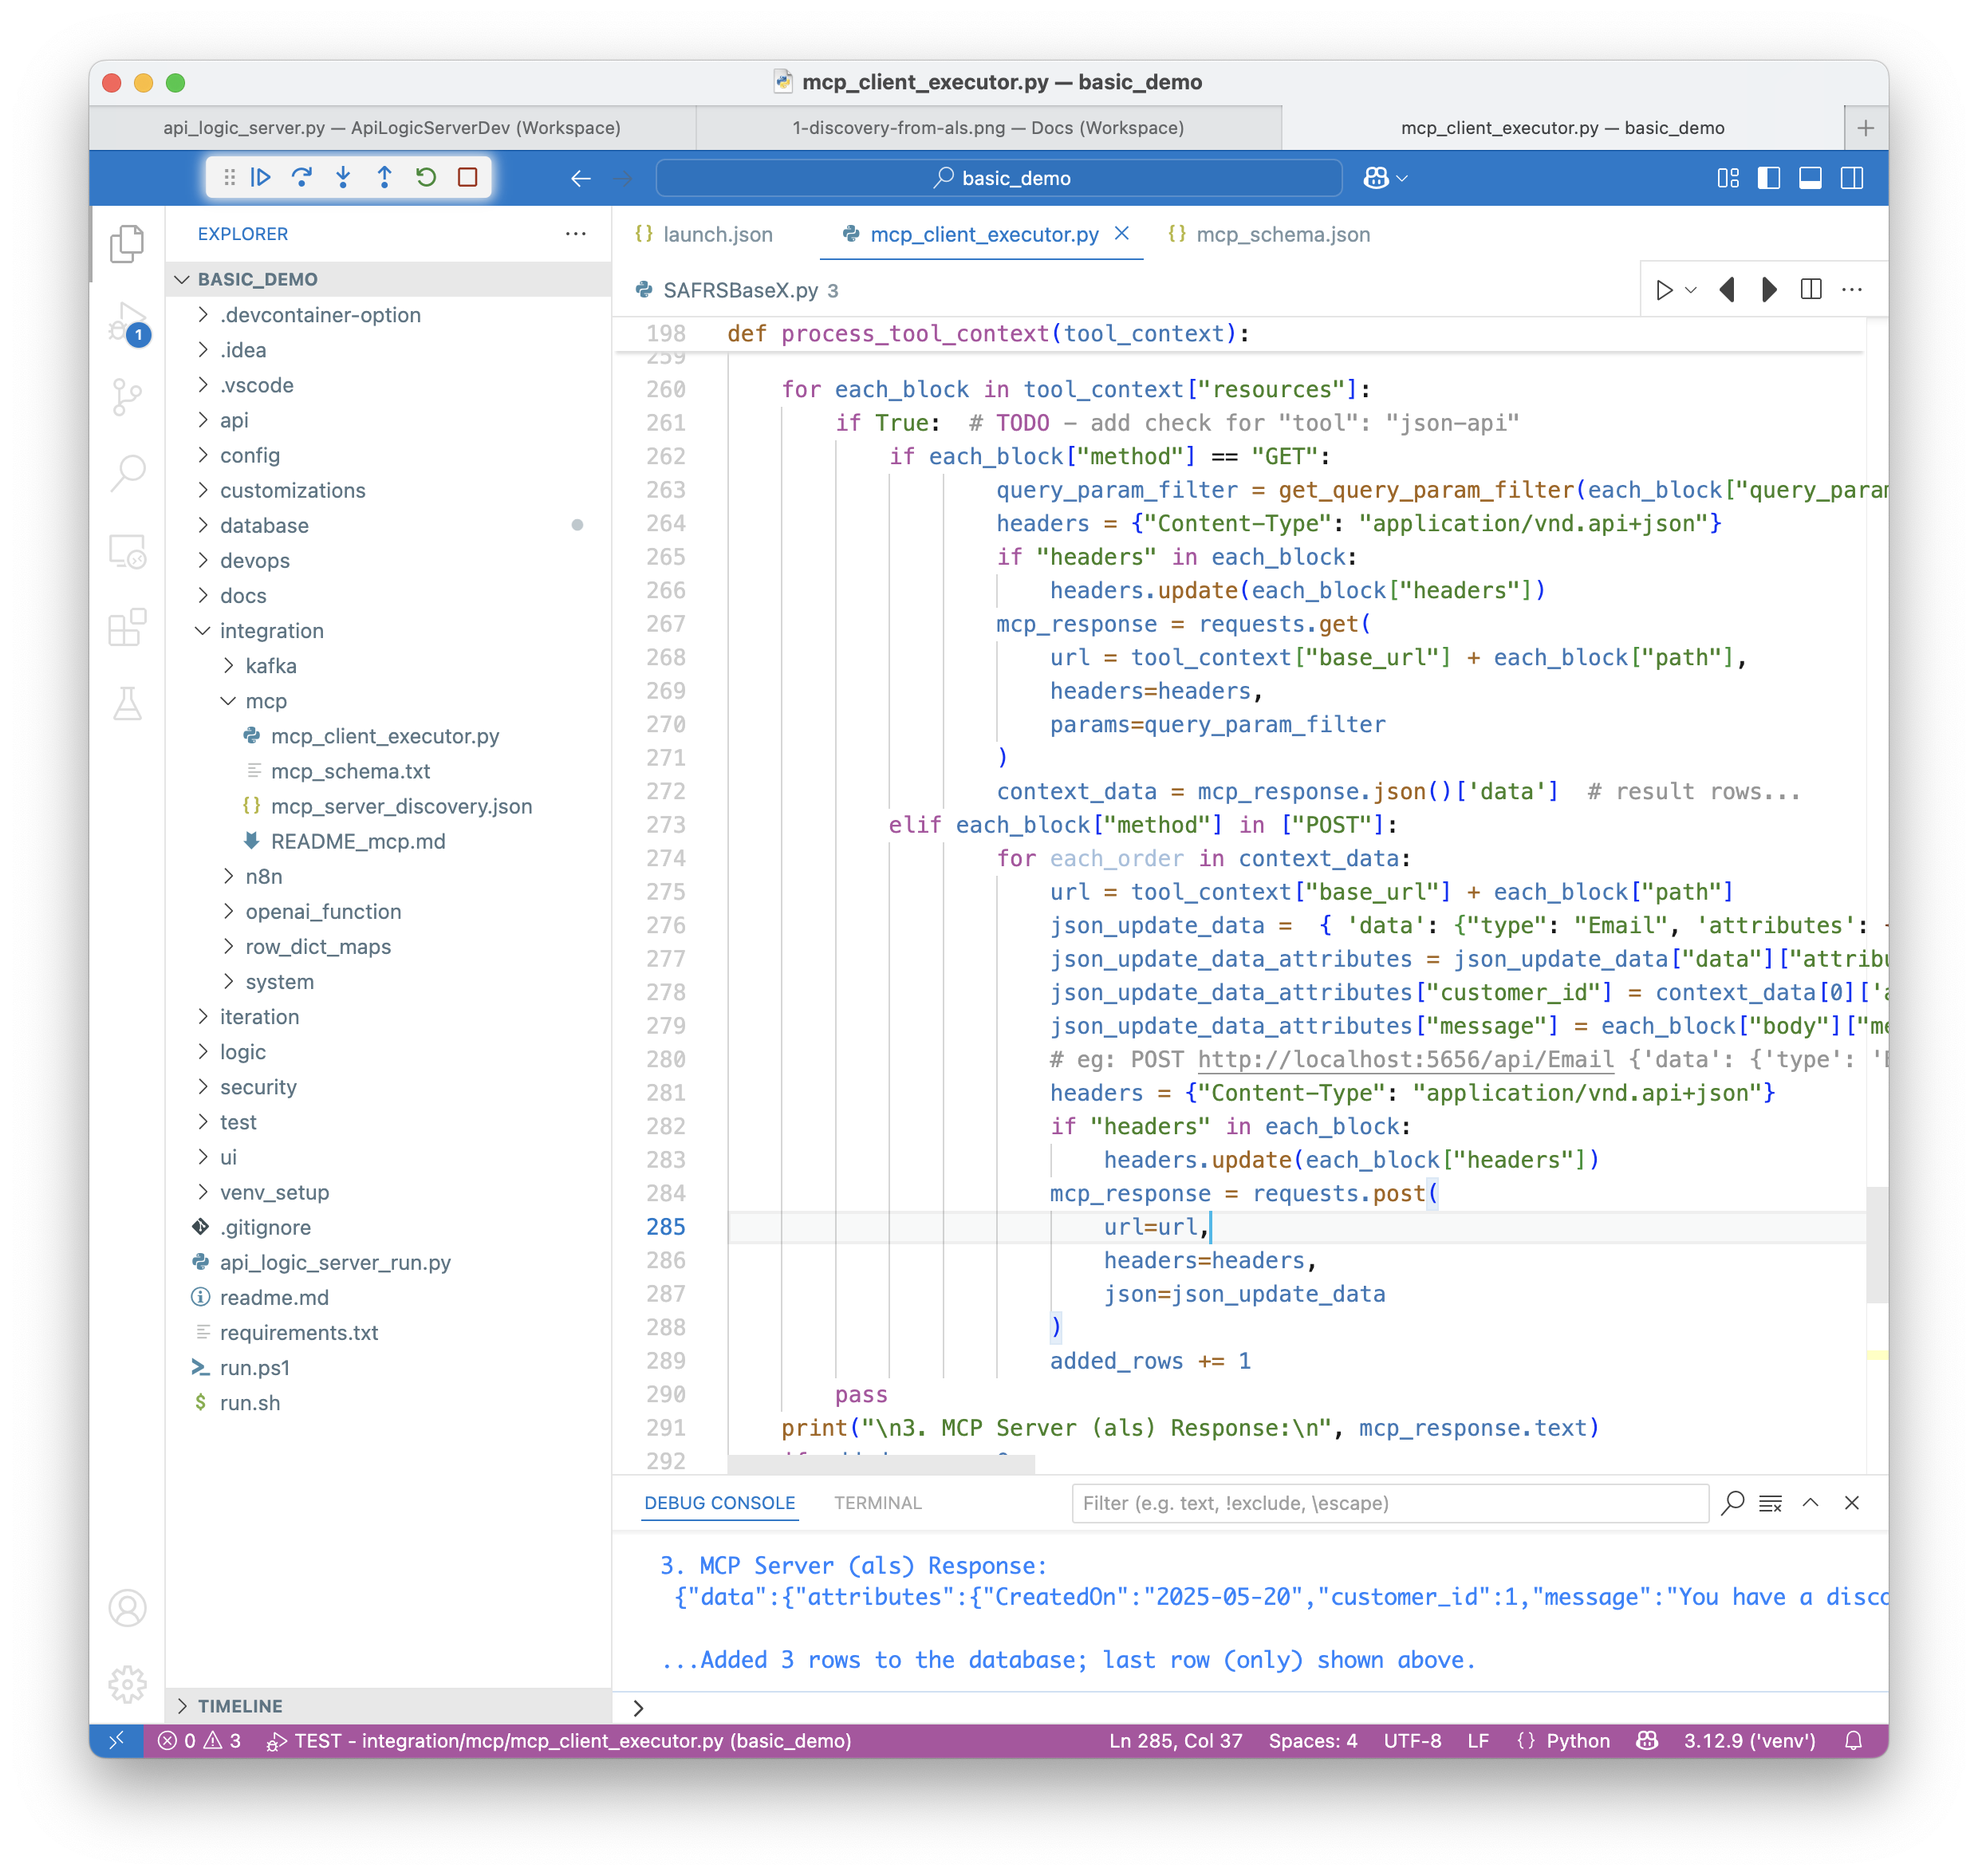 mcp_client_executor.py — basic_demo
api_logic_server.py — ApiLogicServerDev (Workspace)
1-discovery-from-als.png — Docs (Workspace)
mcp_client_executor.py — basic_demo
basic_demo
EXPLORER
BASIC_DEMO
.devcontainer-option
.idea
.vscode
api
config
customizations
database
devops
docs
integration
kafka
mcp
mcp_client_executor.py
mcp_schema.txt
mcp_server_discovery.json
README_mcp.md
n8n
openai_function
row_dict_maps
system
iteration
logic
security
test
ui
venv_setup
.gitignore
api_logic_server_run.py
readme.md
requirements.txt
run.ps1
run.sh
TIMELINE
1
launch.json
mcp_client_executor.py
mcp_schema.json
SAFRSBaseX.py 3
198 def process_tool_context(tool_context):
259
260 for each_block in tool_context["resources"]:
261 if True:  # TODO – add check for "tool": "json-api"
262 if each_block["method"] == "GET":
263 query_param_filter = get_query_param_filter(each_block["query_para
264 headers = {"Content-Type": "application/vnd.api+json"}
265 if "headers" in each_block:
266 headers.update(each_block["headers"])
267 mcp_response = requests.get(
268 url = tool_context["base_url"] + each_block["path"],
269 headers=headers,
270 params=query_param_filter
271 )
272 context_data = mcp_response.json()['data']  # result rows...
273 elif each_block["method"] in ["POST"]:
274 for each_order in context_data:
275 url = tool_context["base_url"] + each_block["path"]
276 json_update_data =  { 'data': {"type": "Email", 'attributes':
277 json_update_data_attributes = json_update_data["data"]["attrib
278 json_update_data_attributes["customer_id"] = context_data[0]['
279 json_update_data_attributes["message"] = each_block["body"]["m
280 # eg: POST http://localhost:5656/api/Email {'data': {'type': '
281 headers = {"Content-Type": "application/vnd.api+json"}
282 if "headers" in each_block:
283 headers.update(each_block["headers"])
284 mcp_response = requests.post(
285 url=url,
286 headers=headers,
287 json=json_update_data
288 )
289 added_rows += 1
290 pass
291 print("\n3. MCP Server (als) Response:\n", mcp_response.text)
292
DEBUG CONSOLE
TERMINAL
Filter (e.g. text, !exclude, \escape)
3. MCP Server (als) Response:
{"data":{"attributes":{"CreatedOn":"2025-05-20","customer_id":1,"message":"You have a disc
...Added 3 rows to the database; last row (only) shown above.
0 3 TEST - integration/mcp/mcp_client_executor.py (basic_demo) Ln 285, Col 37 Spaces: 4 UTF-8 LF {} Python 3.12.9 ('venv')